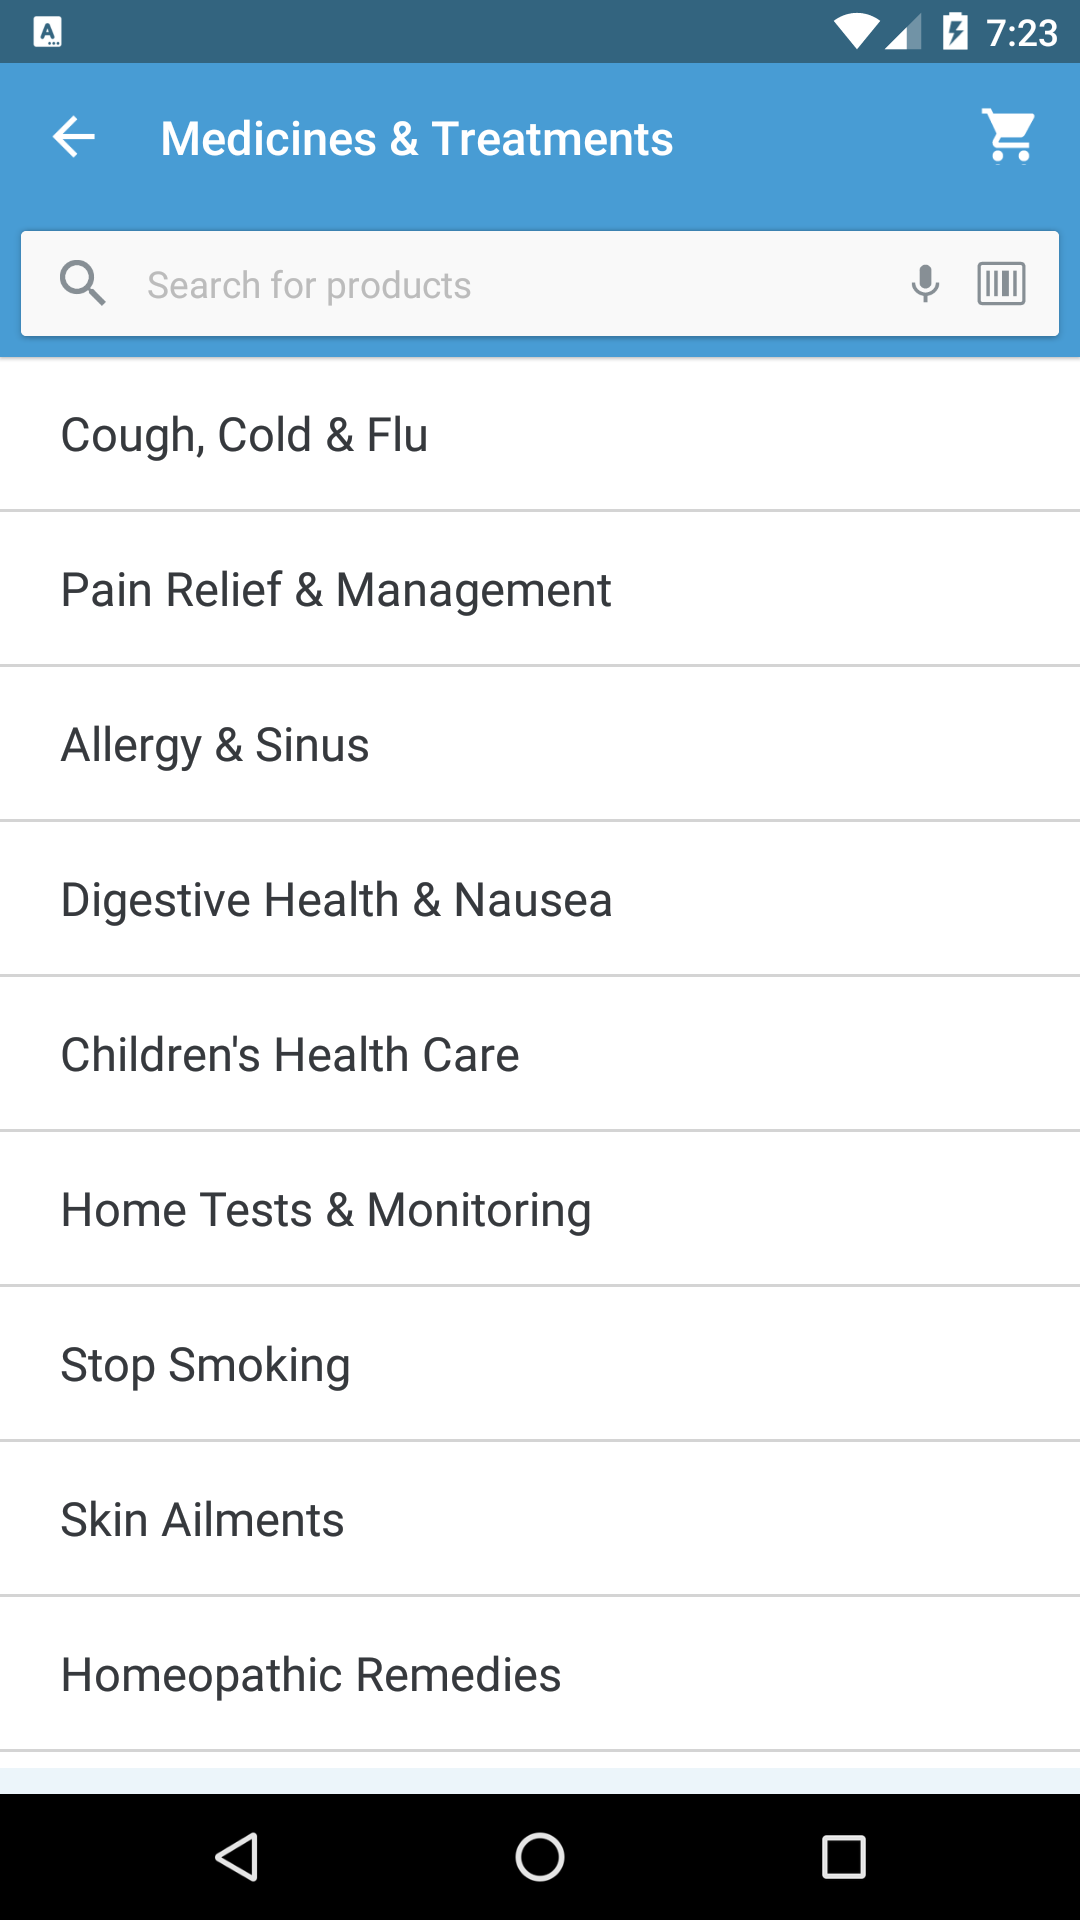 7:23
Medicines & Treatments
Search for products
Cough, Cold & Flu
Pain Relief & Management
Allergy & Sinus
Digestive Health & Nausea
Children's Health Care
Home Tests & Monitoring
Stop Smoking
Skin Ailments
Homeopathic Remedies